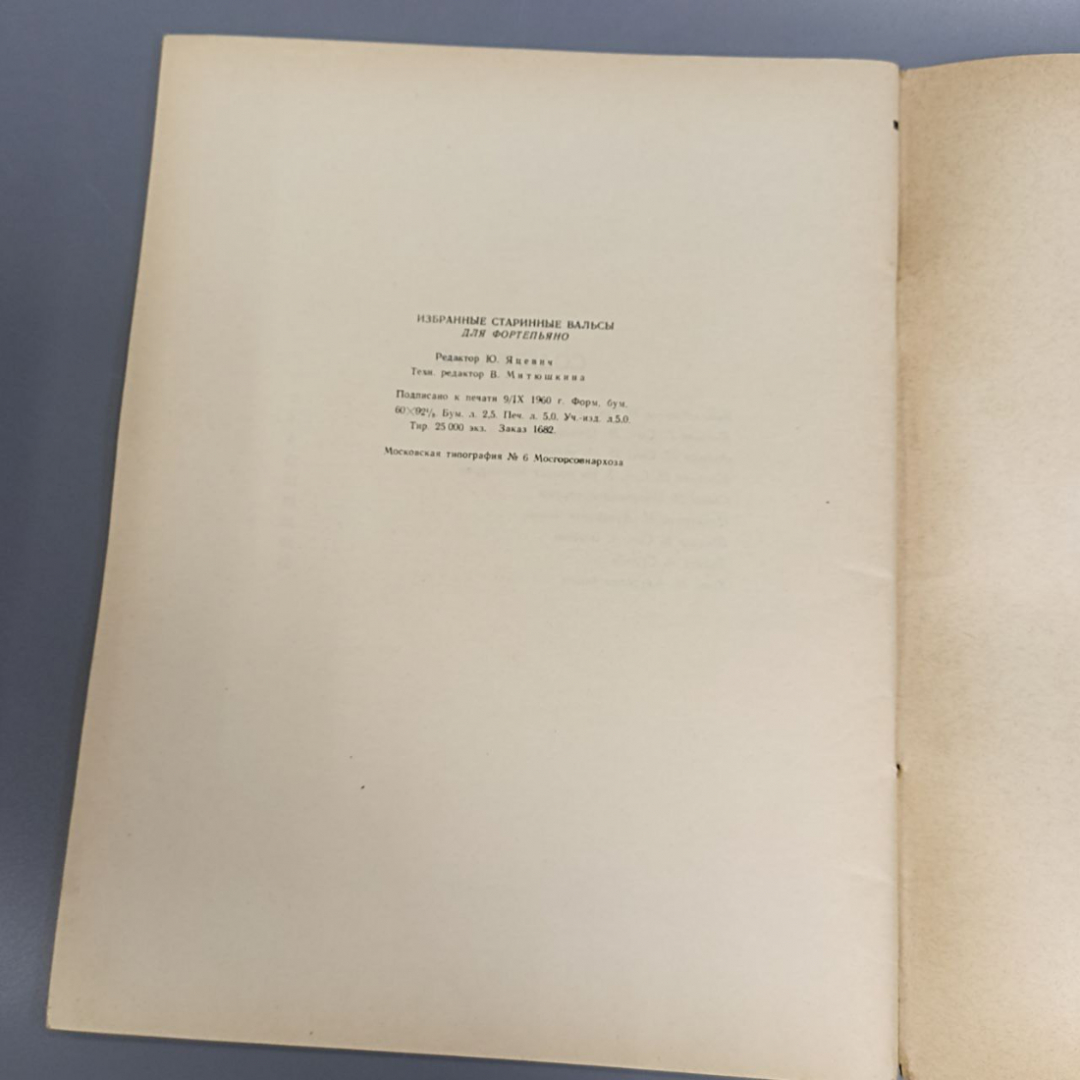 ИЗБРАННЫЕ СТАРИННЫЕ ВАЛЬСЫ
ДЛЯ ФОРТЕПЬЯНО
Редактор Ю. Яцевич
Техн. редактор В. Митюшкина
Подписано к печати 9/IX 1960 г. Форм. бум.
60×92⅛ Бум. л. 2,5. Печ. л. 5,0. Уч.-изд. л.5,0.
Тир. 25 000 экз. Заказ 1682.
Московская типография № 6 Мосгорсовнархоза